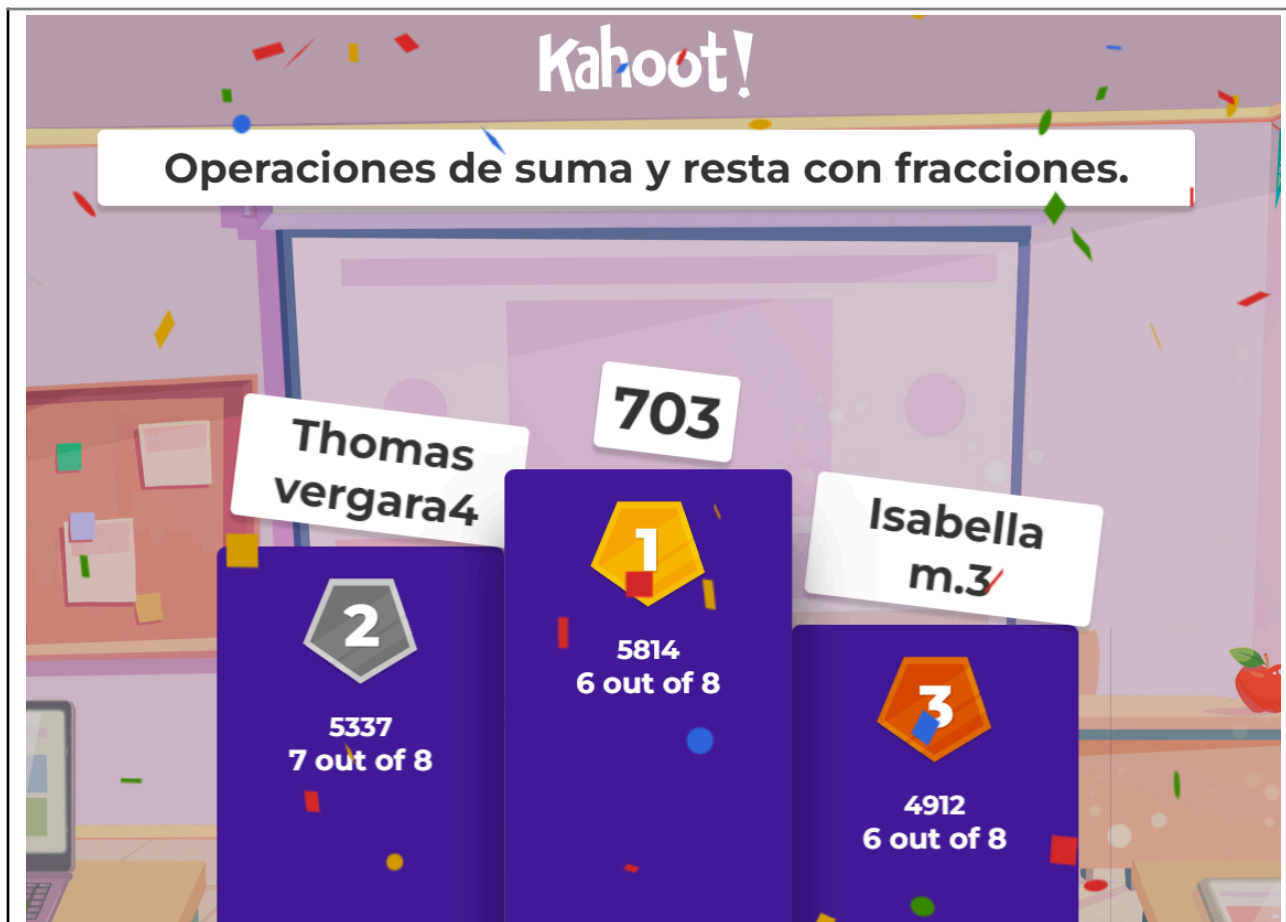 Kahoot!
Operaciones de suma y resta con fracciones.
703
Thomas
vergara4
Isabella
m.3
1
5814
6 out of 8
2
5337
7 out of 8
3
4912
6 out of 8